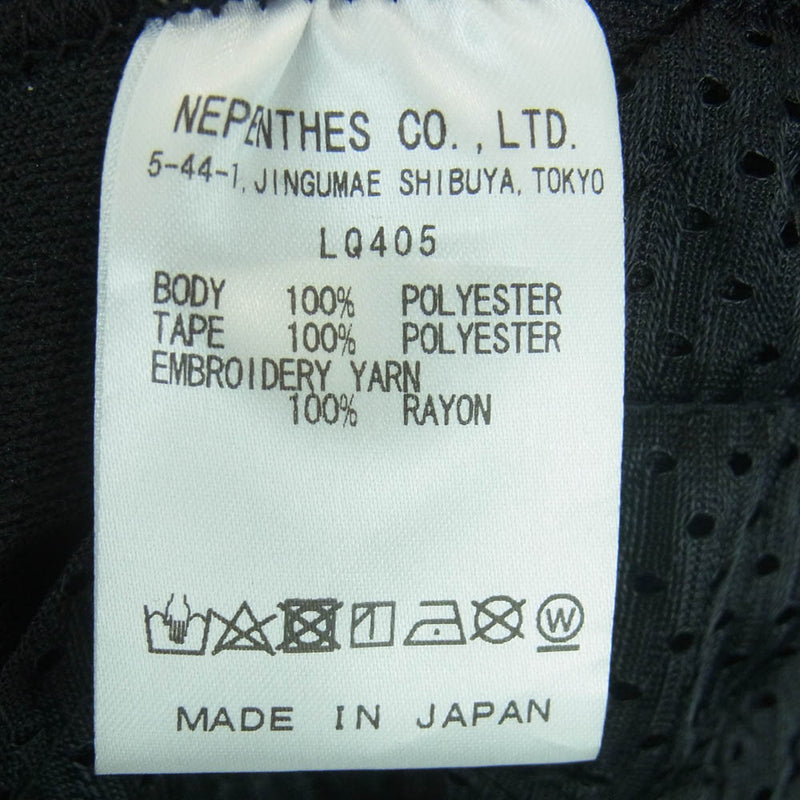 NEPENTHES CO.,LTD.
5-44-1, JINGUMAE SHIBUYA, TOKYO
LQ405
BODY 100% POLYESTER
TAPE 100% POLYESTER
EMBROIDERY YARN
100% RAYON
W
MADE IN JAPAN